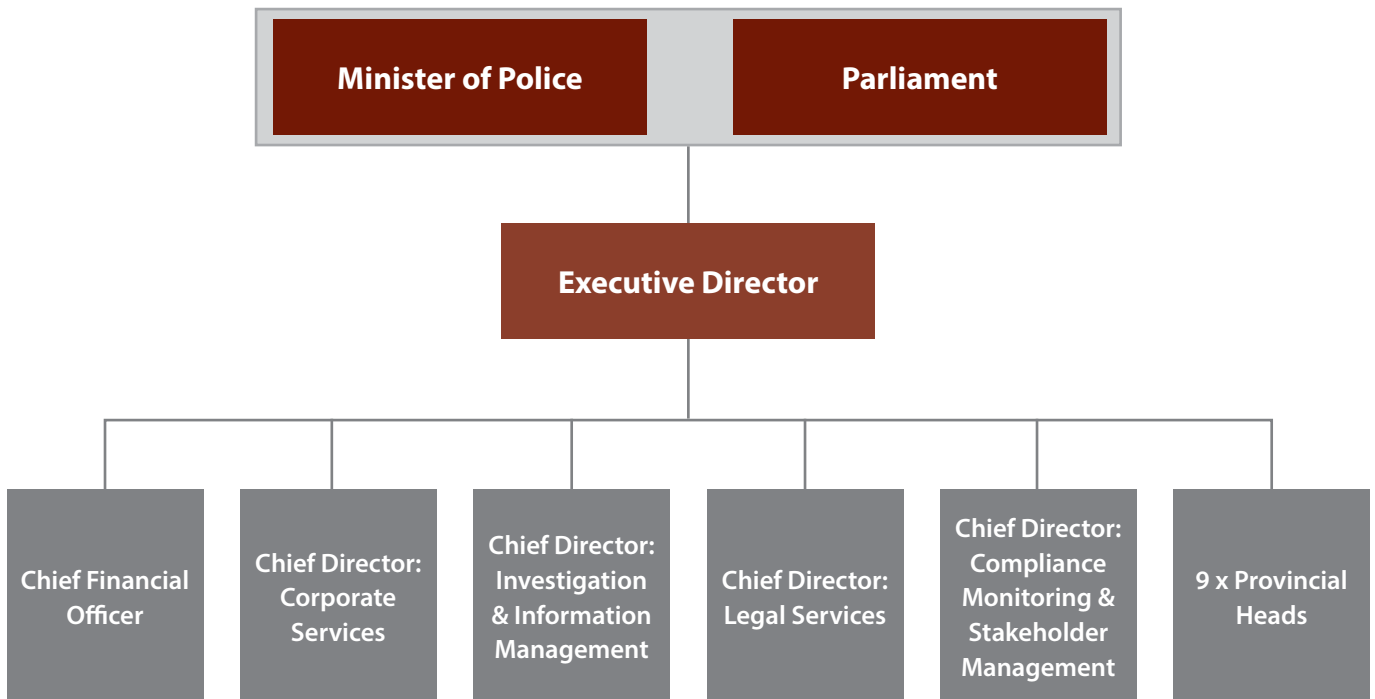 Minister of Police
Parliament
Executive Director
Chief Financial
Officer
Chief Director:
Corporate
Services
Chief Director:
Investigation
& Information
Management
Chief Director:
Legal Services
Chief Director:
Compliance
Monitoring &
Stakeholder
Management
9 x Provincial
Heads